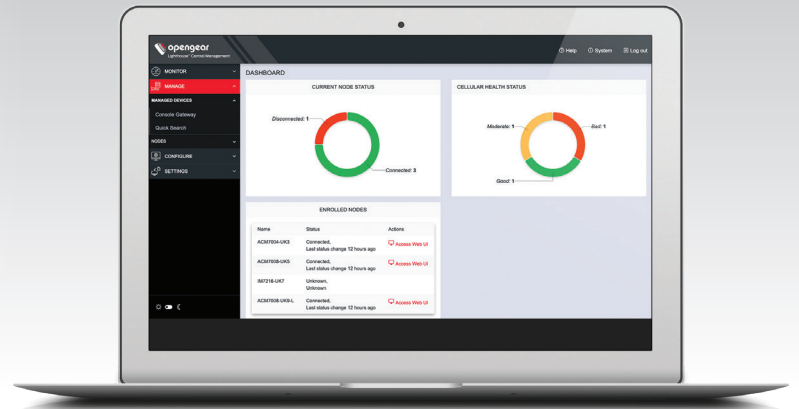 opengear
Lighthouse™ Central Management
Help
System
Log out
MONITOR
MANAGE
MANAGED DEVICES
Console Gateway
Quick Search
NODES
CONFIGURE
SETTINGS
DASHBOARD
CURRENT NODE STATUS
Disconnected: 1
Connected: 3
CELLULAR HEALTH STATUS
Moderate: 1
Bad: 1
Good: 1
ENROLLED NODES
Name Status Actions
ACM7004-UK3 Connected, Access Web UI
Last status change 12 hours ago
ACM7008-UK5 Connected, Access Web UI
Last status change 12 hours ago
IM7216-UK7 Unknown,
Unknown
ACM7008-UK9-L Connected, Access Web UI
Last status change 12 hours ago